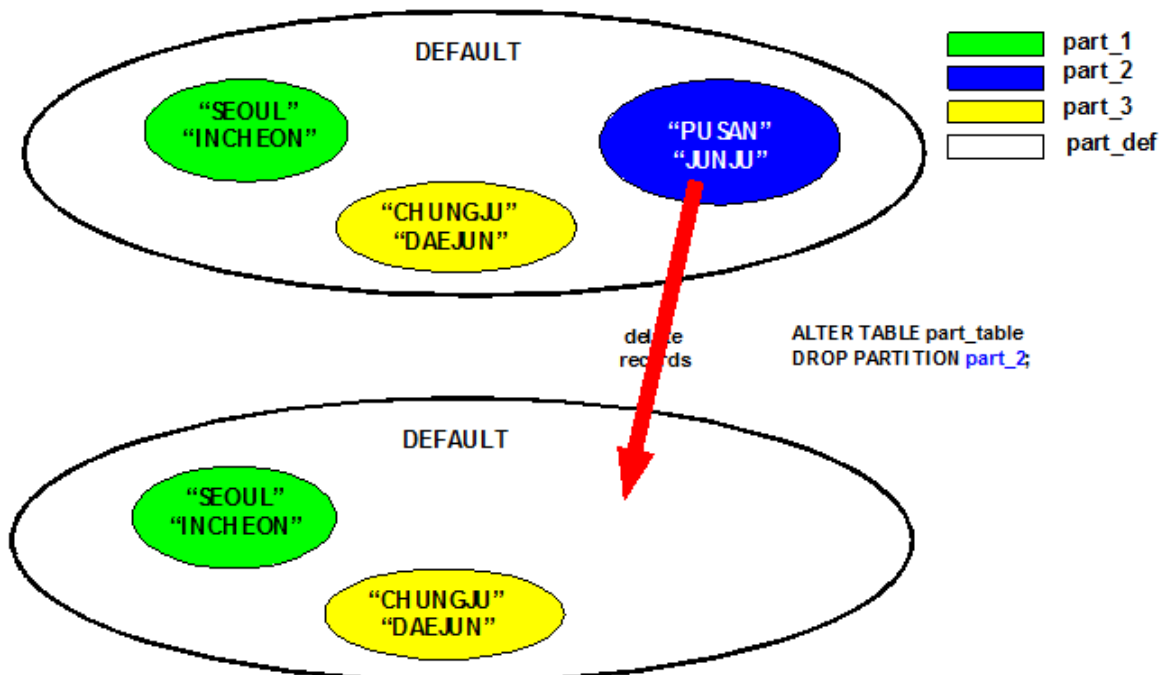 DEFAULT
"SEOUL"
"INCHEON"
"PUSAN"
"JUNJU"
"CHUNGJU"
"DAEJUN"
part_1
part_2
part_3
part_def
delete
records
ALTER TABLE part_table
DROP PARTITION part_2;
DEFAULT
"SEOUL"
"INCHEON"
"CHUNGJU"
"DAEJUN"